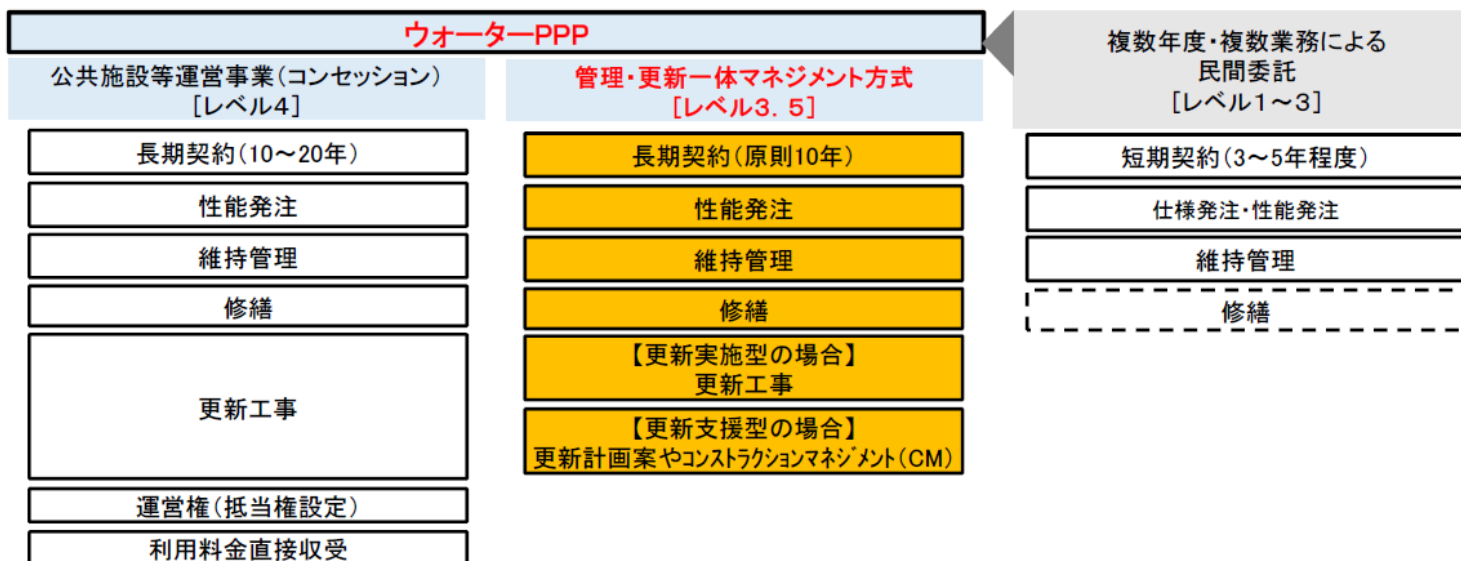 ウォーターPPP
公共施設等運営事業(コンセッション)
[レベル4]
長期契約(10~20年)
性能発注
維持管理
修繕
更新工事
運営権(抵当権設定)
利用料金直接収受
管理・更新一体マネジメント方式
[レベル3.5]
長期契約(原則10年)
性能発注
維持管理
修繕
【更新実施型の場合】
更新工事
【更新支援型の場合】
更新計画案やコンストラクションマネジメント(CM)
複数年度・複数業務による
民間委託
[レベル1~3]
短期契約(3~5年程度)
仕様発注・性能発注
維持管理
修繕